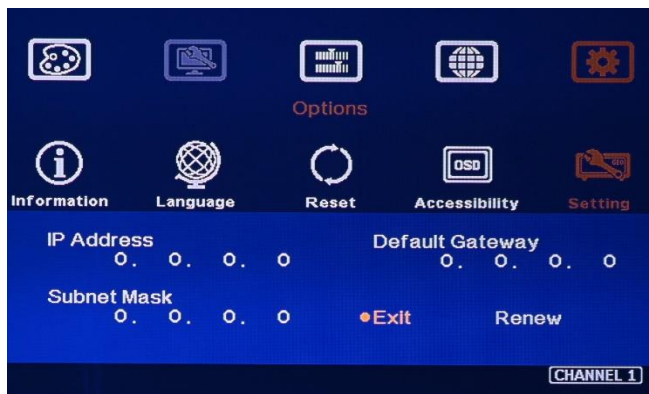 Options
Information Language Reset OSD Accessibility Setting
IP Address Default Gateway
0. 0. 0. 0 0. 0. 0. 0
Subnet Mask
0. 0. 0. 0 Exit Renew
CHANNEL 1